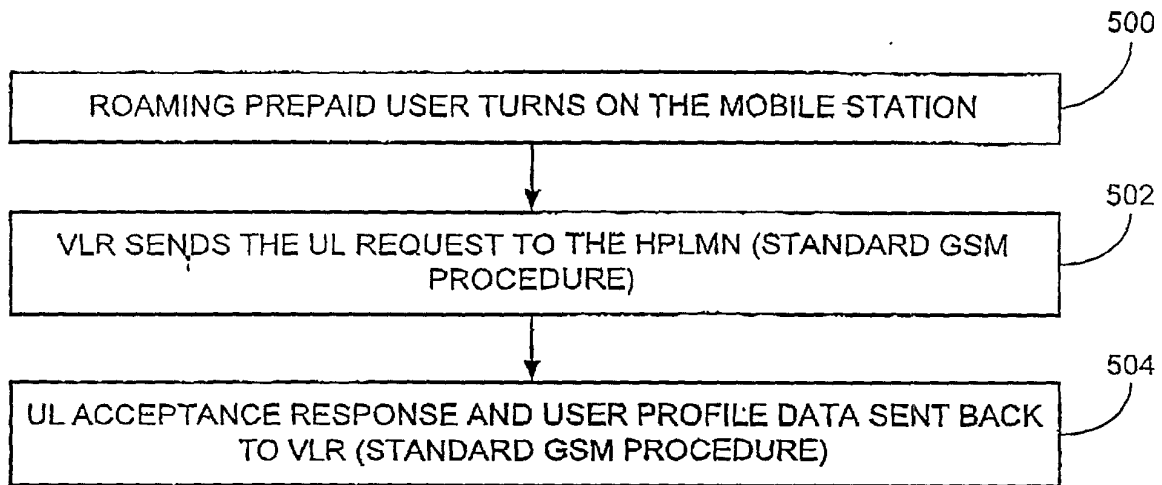 500
ROAMING PREPAID USER TURNS ON THE MOBILE STATION
502
VLR SENDS THE UL REQUEST TO THE HPLMN (STANDARD GSM
PROCEDURE)
504
UL ACCEPTANCE RESPONSE AND USER PROFILE DATA SENT BACK
TO VLR (STANDARD GSM PROCEDURE)